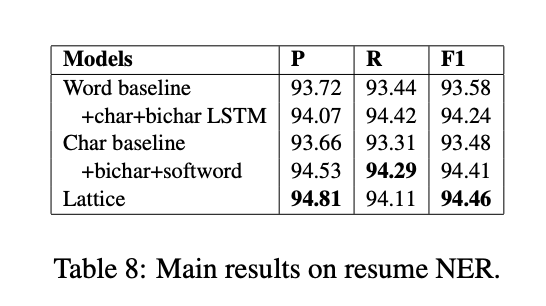 Models P R F1
Word baseline 93.72 93.44 93.58
+char+bichar LSTM 94.07 94.42 94.24
Char baseline 93.66 93.31 93.48
+bichar+softword 94.53 94.29 94.41
Lattice 94.81 94.11 94.46
Table 8: Main results on resume NER.